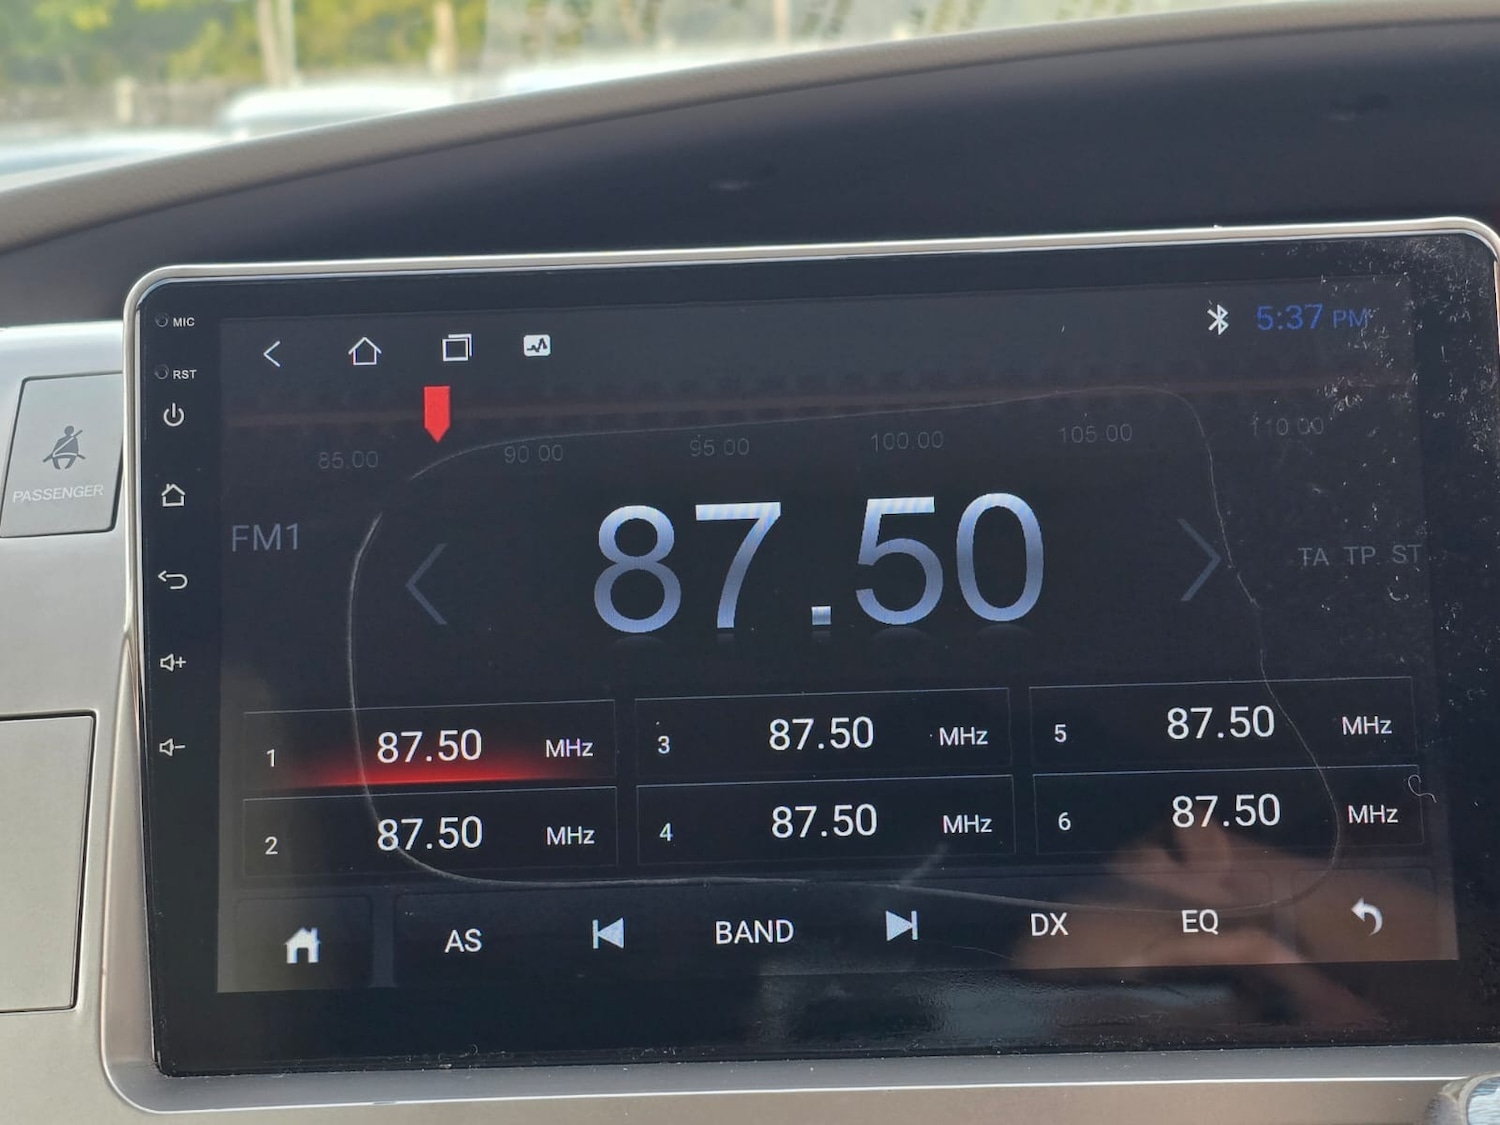 MIC
5:37 PM
RST
85.00 90.00 95.00 100.00 105.00 110.00
PASSENGER
FM1
87.50
TA TP ST
1 87.50 MHz
3 87.50 MHz
5 87.50 MHz
2 87.50 MHz
4 87.50 MHz
6 87.50 MHz
AS BAND DX EQ